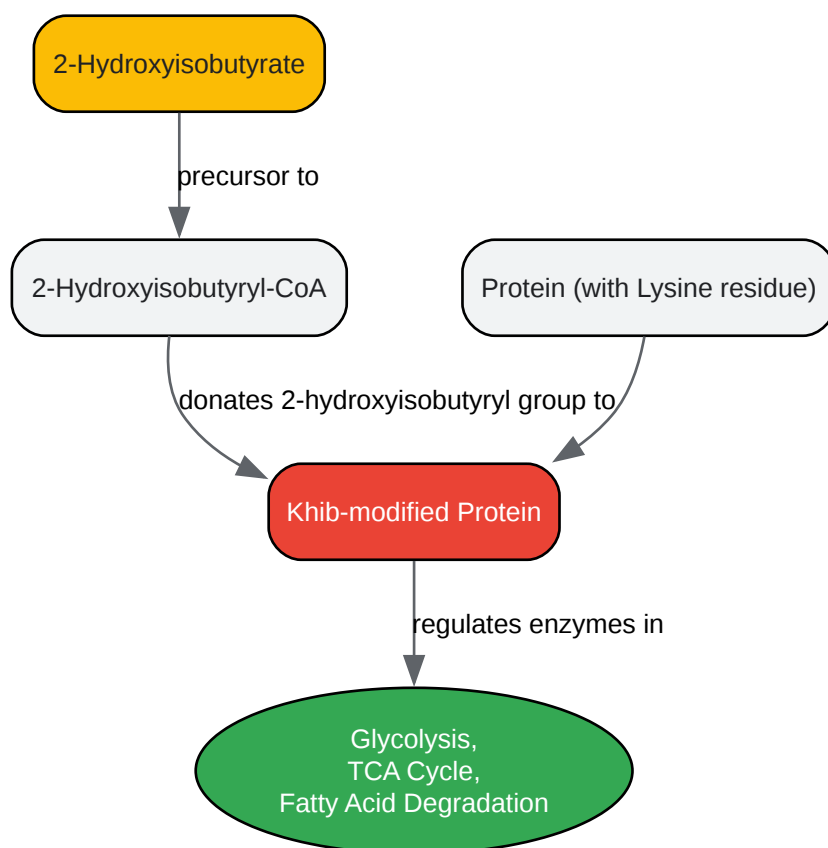 2-Hydroxyisobutyrate
precursor to
2-Hydroxyisobutyryl-CoA
Protein (with Lysine residue)
donates 2-hydroxyisobutyryl group to
Khib-modified Protein
regulates enzymes in
Glycolysis,
TCA Cycle,
Fatty Acid Degradation